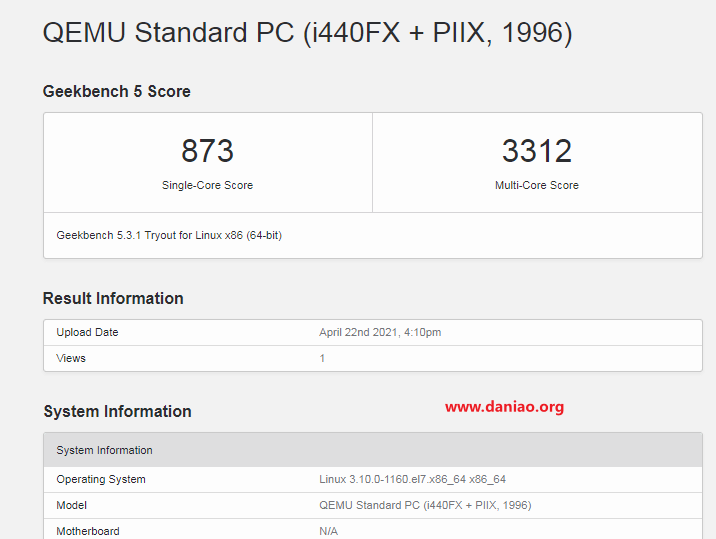 QEMU Standard PC (i440FX + PIIX, 1996)
Geekbench 5 Score
873 3312
Single-Core Score Multi-Core Score
Geekbench 5.3.1 Tryout for Linux x86 (64-bit)
Result Information
Upload Date April 22nd 2021, 4:10pm
Views 1
System Information www.daniao.org
System Information
Operating System Linux 3.10.0-1160.el7.x86_64 x86_64
Model QEMU Standard PC (i440FX + PIIX, 1996)
Motherboard N/A